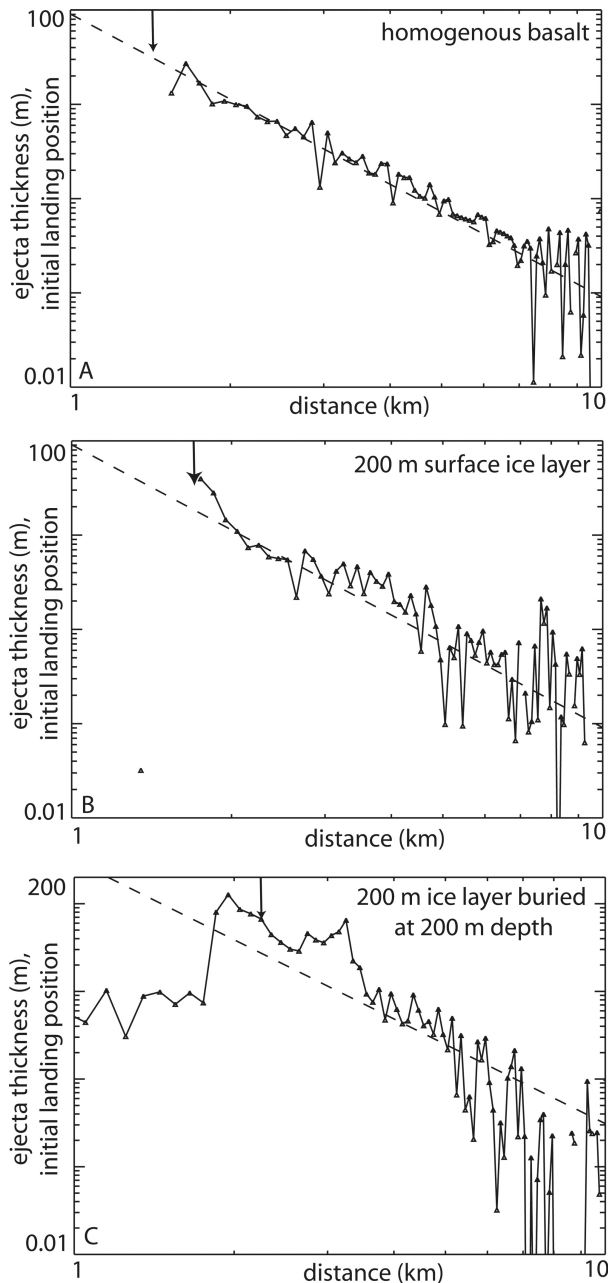 100
homogenous basalt
ejecta thickness (m),
initial landing position
0.01
A
1
10
distance (km)
100
200 m surface ice layer
ejecta thickness (m),
initial landing position
0.01
B
1
10
distance (km)
200
200 m ice layer buried
at 200 m depth
ejecta thickness (m),
initial landing position
0.01
C
1
10
distance (km)